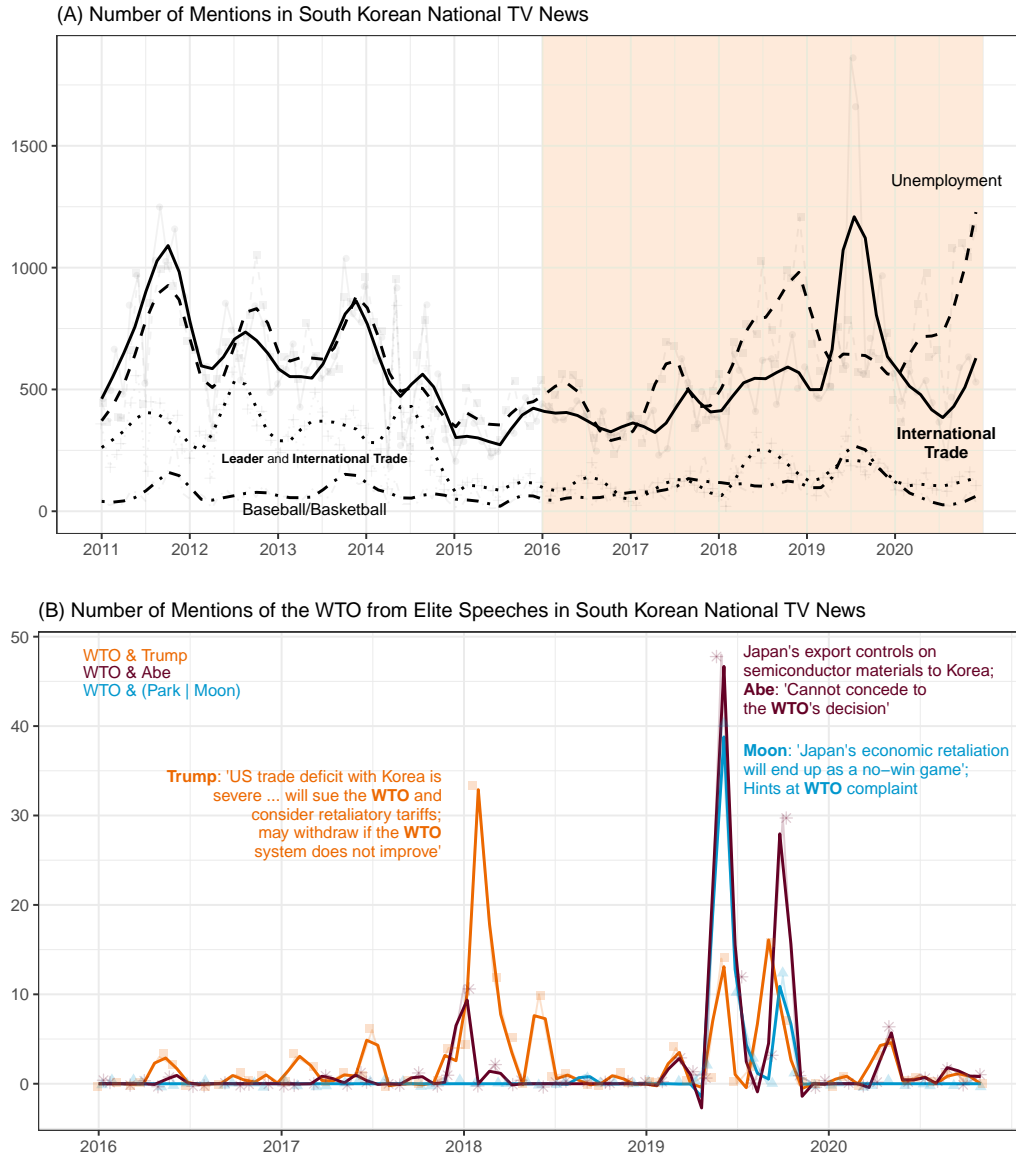 (A) Number of Mentions in South Korean National TV News
1500
1000
500
0
Unemployment
International
Trade
Leader and International Trade
Baseball/Basketball
2011 2012 2013 2014 2015 2016 2017 2018 2019 2020
(B) Number of Mentions of the WTO from Elite Speeches in South Korean National TV News
50
40
30
20
10
0
WTO & Trump
WTO & Abe
WTO & (Park | Moon)
Trump: 'US trade deficit with Korea is
severe ... will sue the WTO and
consider retaliatory tariffs;
may withdraw if the WTO
system does not improve'
Japan's export controls on
semiconductor materials to Korea;
Abe: 'Cannot concede to
the WTO's decision'
Moon: 'Japan's economic retaliation
will end up as a no−win game';
Hints at WTO complaint
2016 2017 2018 2019 2020